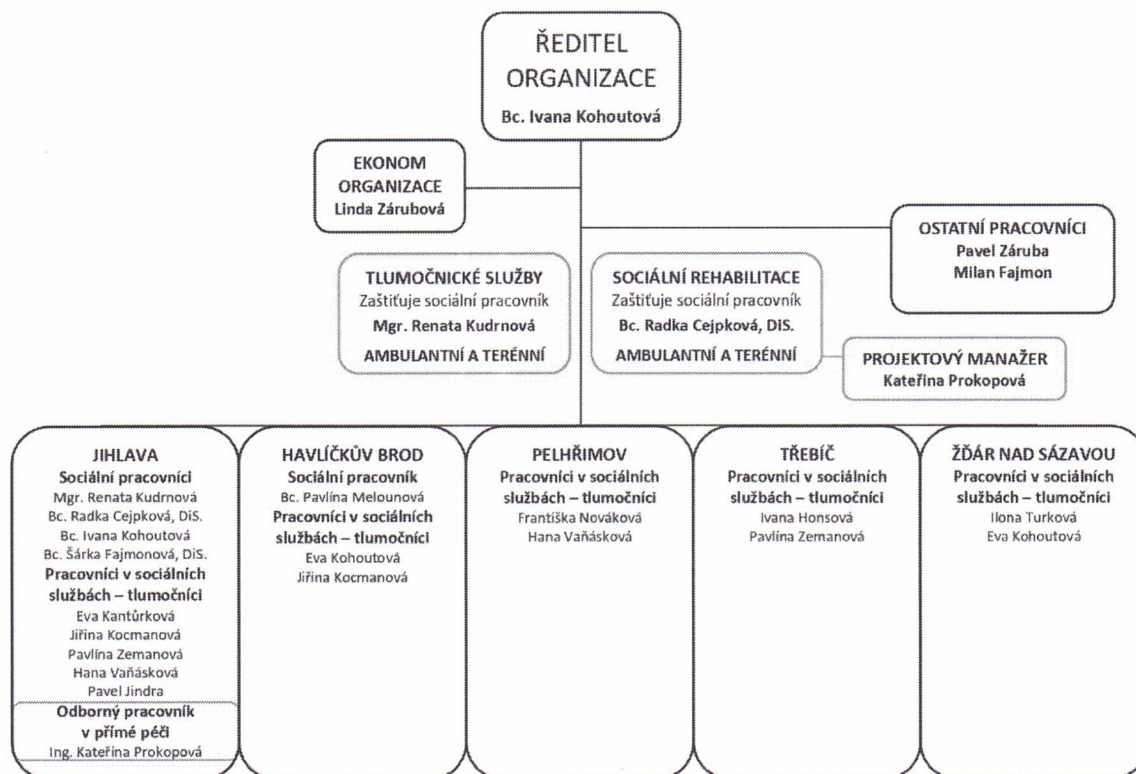 ŘEDITEL
ORGANIZACE
Bc. Ivana Kohoutová
EKONOM
ORGANIZACE
Linda Zárubová
OSTATNÍ PRACOVNÍCI
Pavel Záruba
Milan Fajmon
TLUMOČNICKÉ SLUŽBY
Zaštiťuje sociální pracovník
Mgr. Renata Kudrnová
AMBULANTNÍ A TERÉNNÍ
SOCIÁLNÍ REHABILITACE
Zaštiťuje sociální pracovník
Bc. Radka Cejpková, DiS.
AMBULANTNÍ A TERÉNNÍ
PROJEKTOVÝ MANAŽER
Kateřina Prokopová
JIHLAVA
Sociální pracovníci
Mgr. Renata Kudrnová
Bc. Radka Cejpková, DiS.
Bc. Ivana Kohoutová
Bc. Šárka Fajmonová, DiS.
Pracovníci v sociálních
službách – tlumočníci
Eva Kantůrková
Jiřina Kocmanová
Pavlína Zemanová
Hana Vaňásková
Pavel Jindra
Odborný pracovník
v přímé péči
Ing. Kateřina Prokopová
HAVLÍČKŮV BROD
Sociální pracovník
Bc. Pavlína Melounová
Pracovníci v sociálních
službách – tlumočníci
Eva Kohoutová
Jiřina Kocmanová
PELHŘIMOV
Pracovníci v sociálních
službách – tlumočníci
Františka Nováková
Hana Vaňásková
TŘEBÍČ
Pracovníci v sociálních
službách – tlumočníci
Ivana Honsová
Pavlína Zemanová
ŽĎÁR NAD SÁZAVOU
Pracovníci v sociálních
službách – tlumočníci
Ilona Turková
Eva Kohoutová